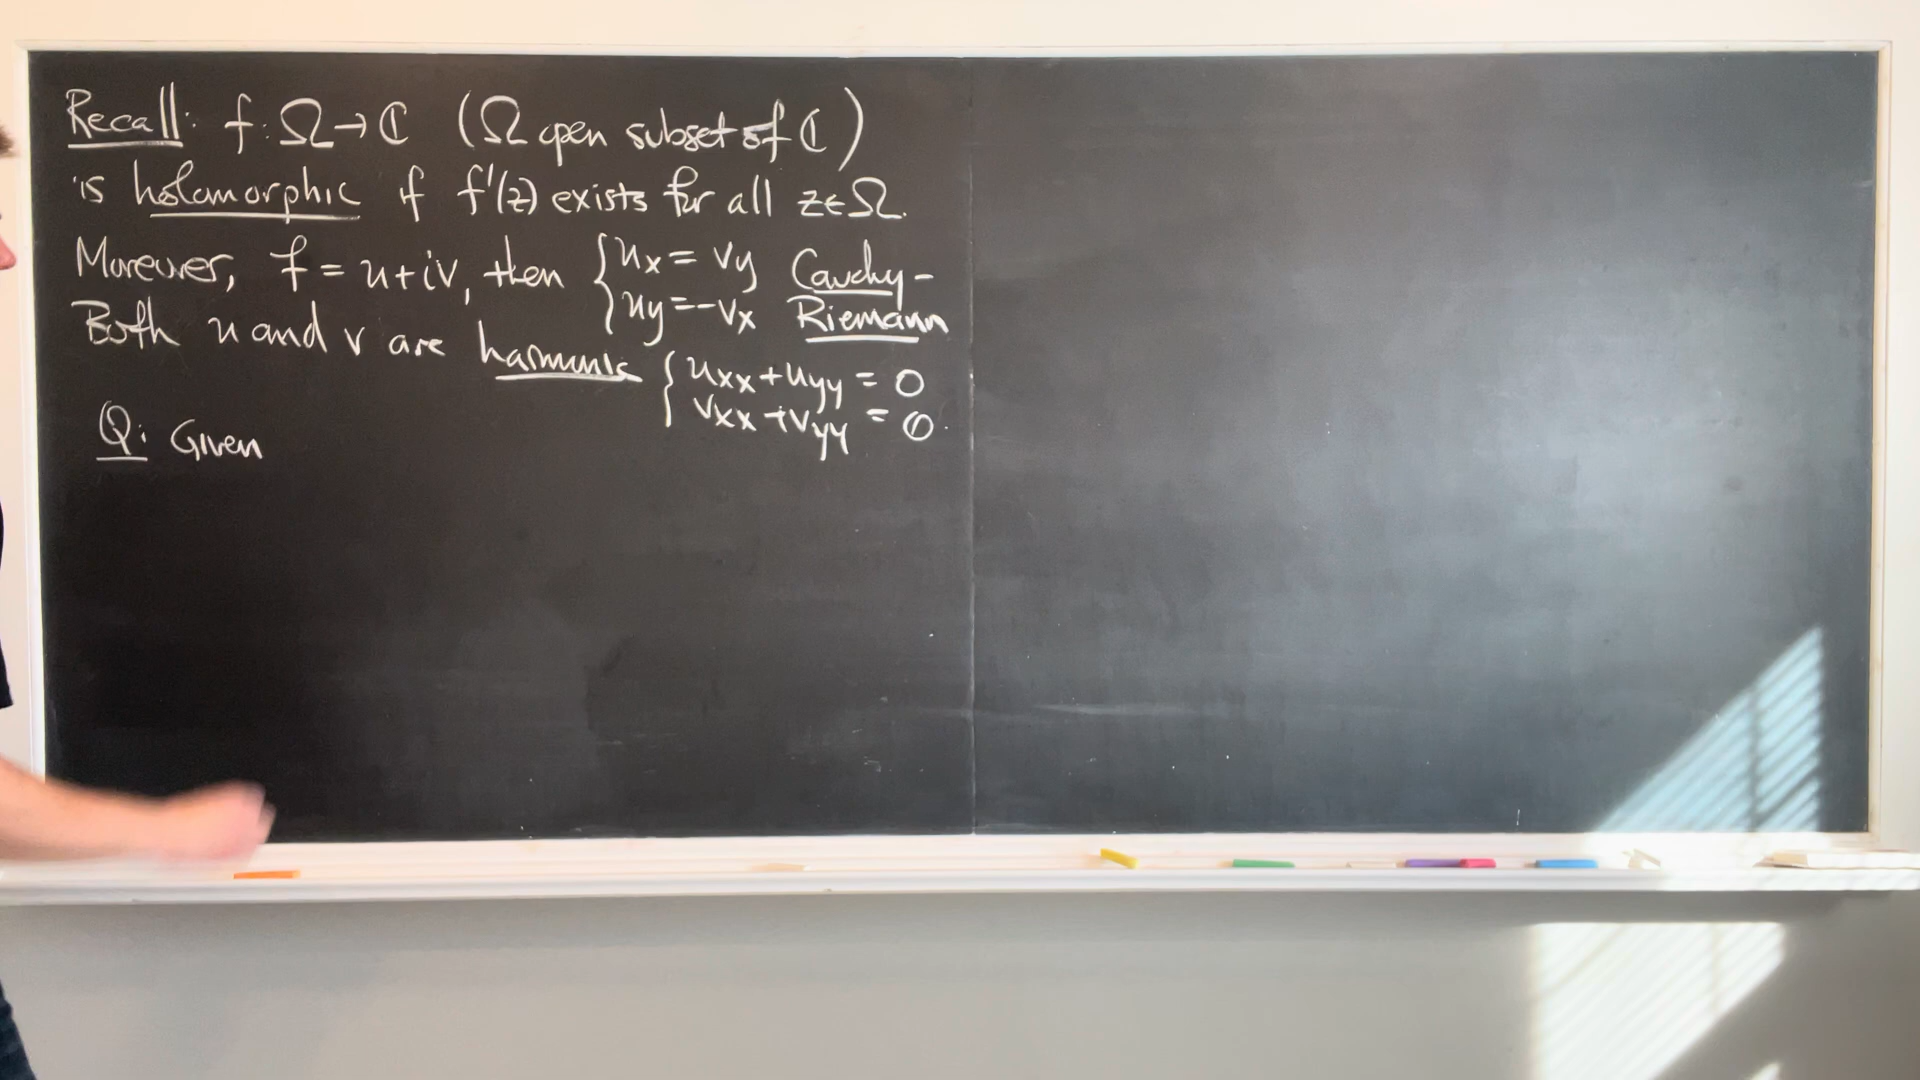 Recall: f: Ω → ℂ (Ω open subset of ℂ)
is holomorphic if f'(z) exists for all z∈Ω.
Moreover, f = u+iv, then { ux = vy Cauchy-
uy = -vx Riemann
Both u and v are harmonic { uxx + uyy = 0
vxx + vyy = 0.
Q: Given